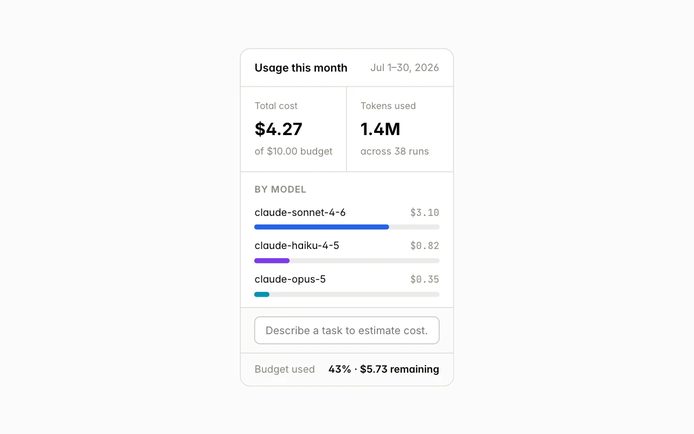 Usage this month
Jul 1–30, 2026
Total cost
$4.27
of $10.00 budget
Tokens used
1.4M
across 38 runs
BY MODEL
claude-sonnet-4-6 $3.10
claude-haiku-4-5 $0.82
claude-opus-5 $0.35
Describe a task to estimate cost.
Budget used 43% · $5.73 remaining